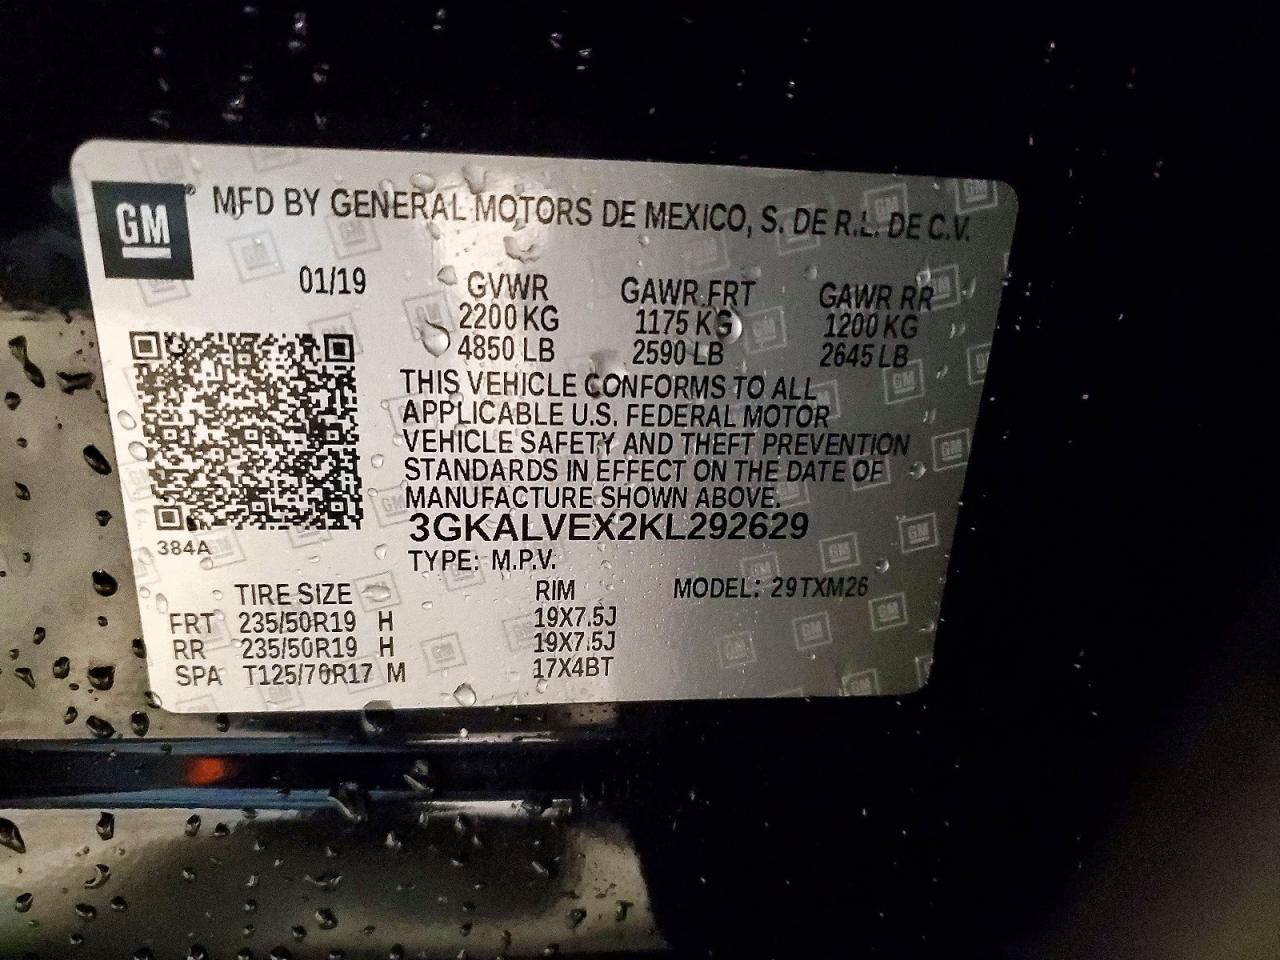 GM® MFD BY GENERAL MOTORS DE MEXICO, S. DE R.L. DE C.V.
01/19 GVWR GAWR FRT GAWR RR
2200 KG 1175 KG 1200 KG
4850 LB 2590 LB 2645 LB
THIS VEHICLE CONFORMS TO ALL
APPLICABLE U.S. FEDERAL MOTOR
VEHICLE SAFETY AND THEFT PREVENTION
STANDARDS IN EFFECT ON THE DATE OF
MANUFACTURE SHOWN ABOVE.
3GKALVEX2KL292629
384A
TYPE: M.P.V.
TIRE SIZE RIM MODEL: 29TXM26
FRT 235/50R19 H 19X7.5J
RR 235/50R19 H 19X7.5J
SPA T125/70R17 M 17X4BT